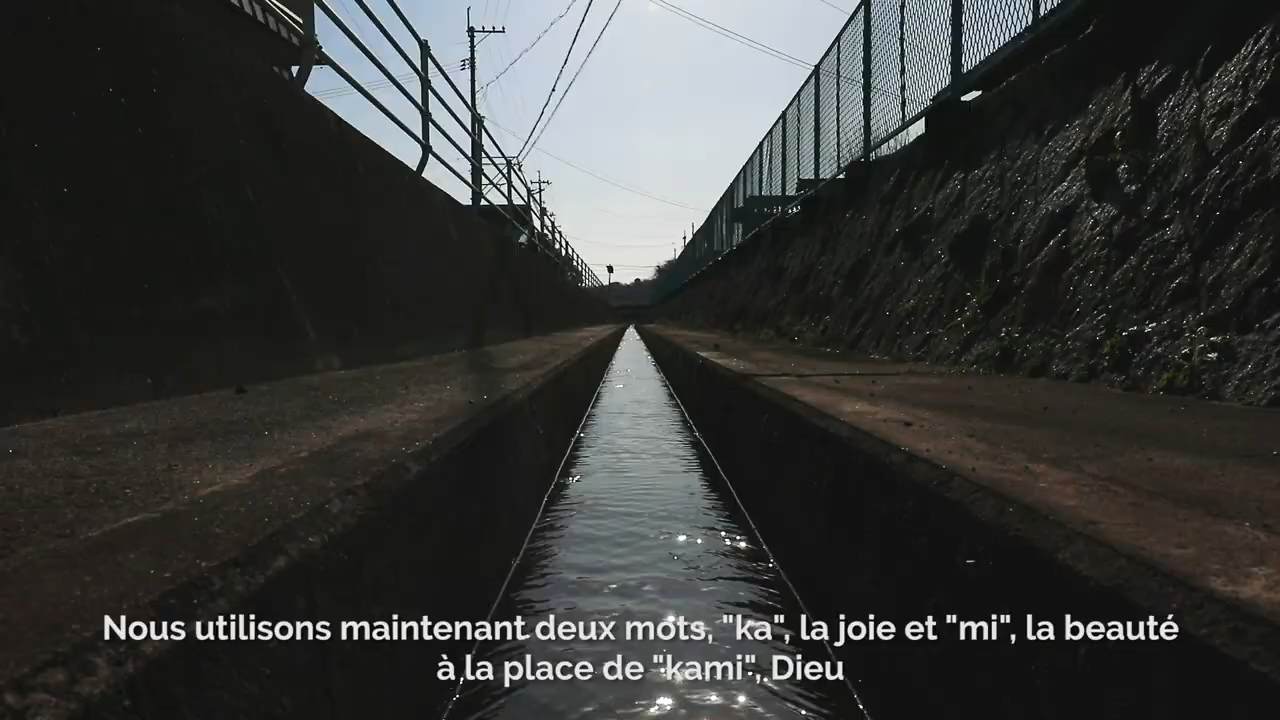 Nous utilisons maintenant deux mots, "ka", la joie et "mi", la beauté
à la place de "kami", Dieu